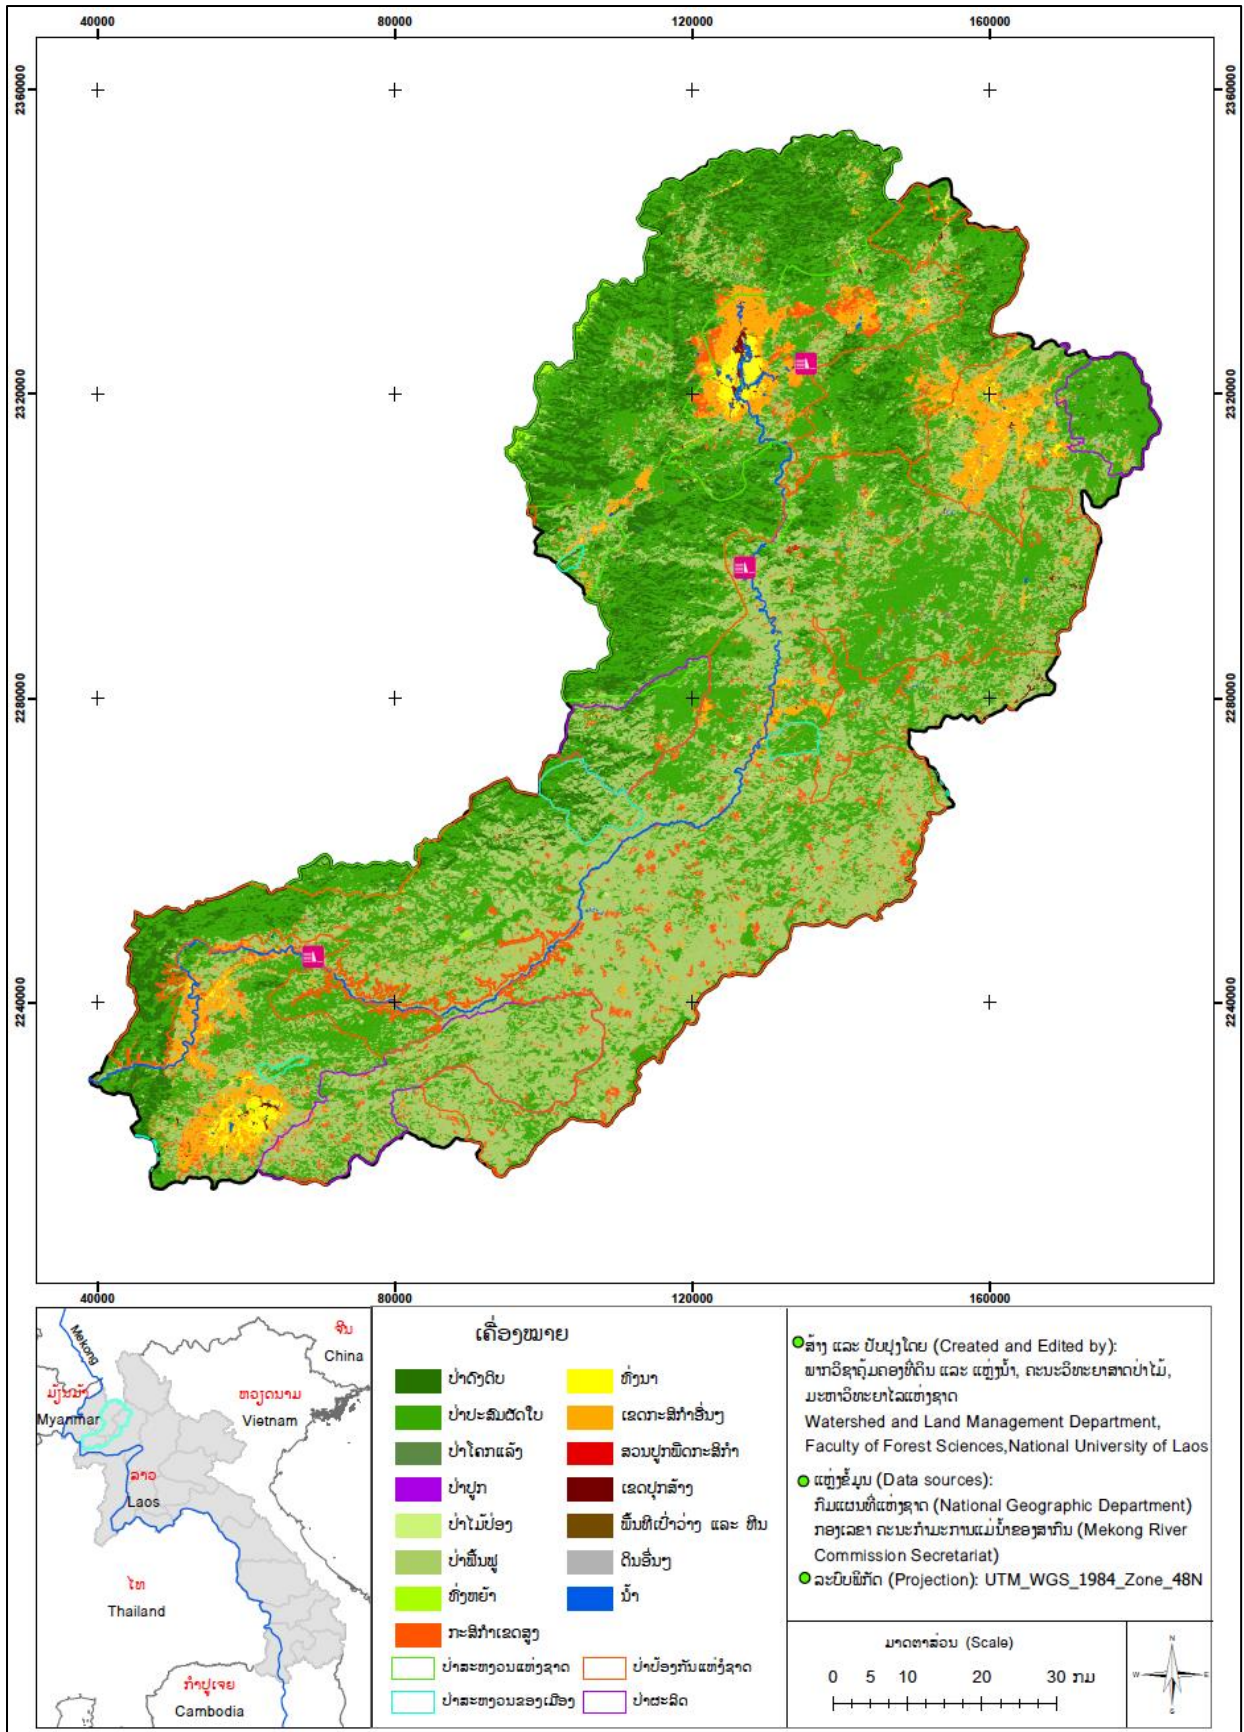 40000 80000 120000 160000
2360000 2360000
2320000 2320000
2280000 2280000
2240000 2240000
40000 80000 120000 160000
Mekong
ຈີນ
China
ມ້ຽນມ້າ
Myanmar
ຫວຽດນາມ
Vietnam
ລາວ
Laos
ໄທ
Thailand
ກຳປູເຈຍ
Cambodia
ເຄື່ອງໝາຍ
ປ່າດົງດິບ
ປ່າປະສົມຜັດໃບ
ປ່າໂຄກແລ້ງ
ປ່າປູກ
ປ່າໄມ້ປ່ອງ
ປ່າຟື້ນຟູ
ທົ່ງຫຍ້າ
ກະສິກຳເຂດສູງ
ທົ່ງນາ
ເຂດກະສິກຳອື່ນໆ
ສວນປູກພືດກະສິກຳ
ເຂດປຸກສ້າງ
ພື້ນທີ່ເປົ່າວ່າງ ແລະ ຫີນ
ດິນອື່ນໆ
ນ້ຳ
ປ່າສະຫງວນແຫ່ງຊາດ
ປ່າປ້ອງກັນແຫ່ງຊາດ
ປ່າສະຫງວນຂອງເມືອງ
ປ່າຜະລິດ
ສ້າງ ແລະ ປັບປຸງໂດຍ (Created and Edited by):
ພາກວິຊາຄຸ້ມຄອງທີ່ດິນ ແລະ ແຫຼ່ງນ້ຳ, ຄະນະວິທະຍາສາດປ່າໄມ້,
ມະຫາວິທະຍາໄລແຫ່ງຊາດ
Watershed and Land Management Department,
Faculty of Forest Sciences,National University of Laos
ແຫຼ່ງຂໍ້ມູນ (Data sources):
ກົມແຜນທີ່ແຫ່ງຊາດ (National Geographic Department)
ກອງເລຂາ ຄະນະກຳມະການແມ່ນ້ຳຂອງສາກົນ (Mekong River
Commission Secretariat)
ລະບົບພິກັດ (Projection): UTM_WGS_1984_Zone_48N
ມາດຕາສ່ວນ (Scale)
0 5 10 20 30 ກມ
N
W E
S